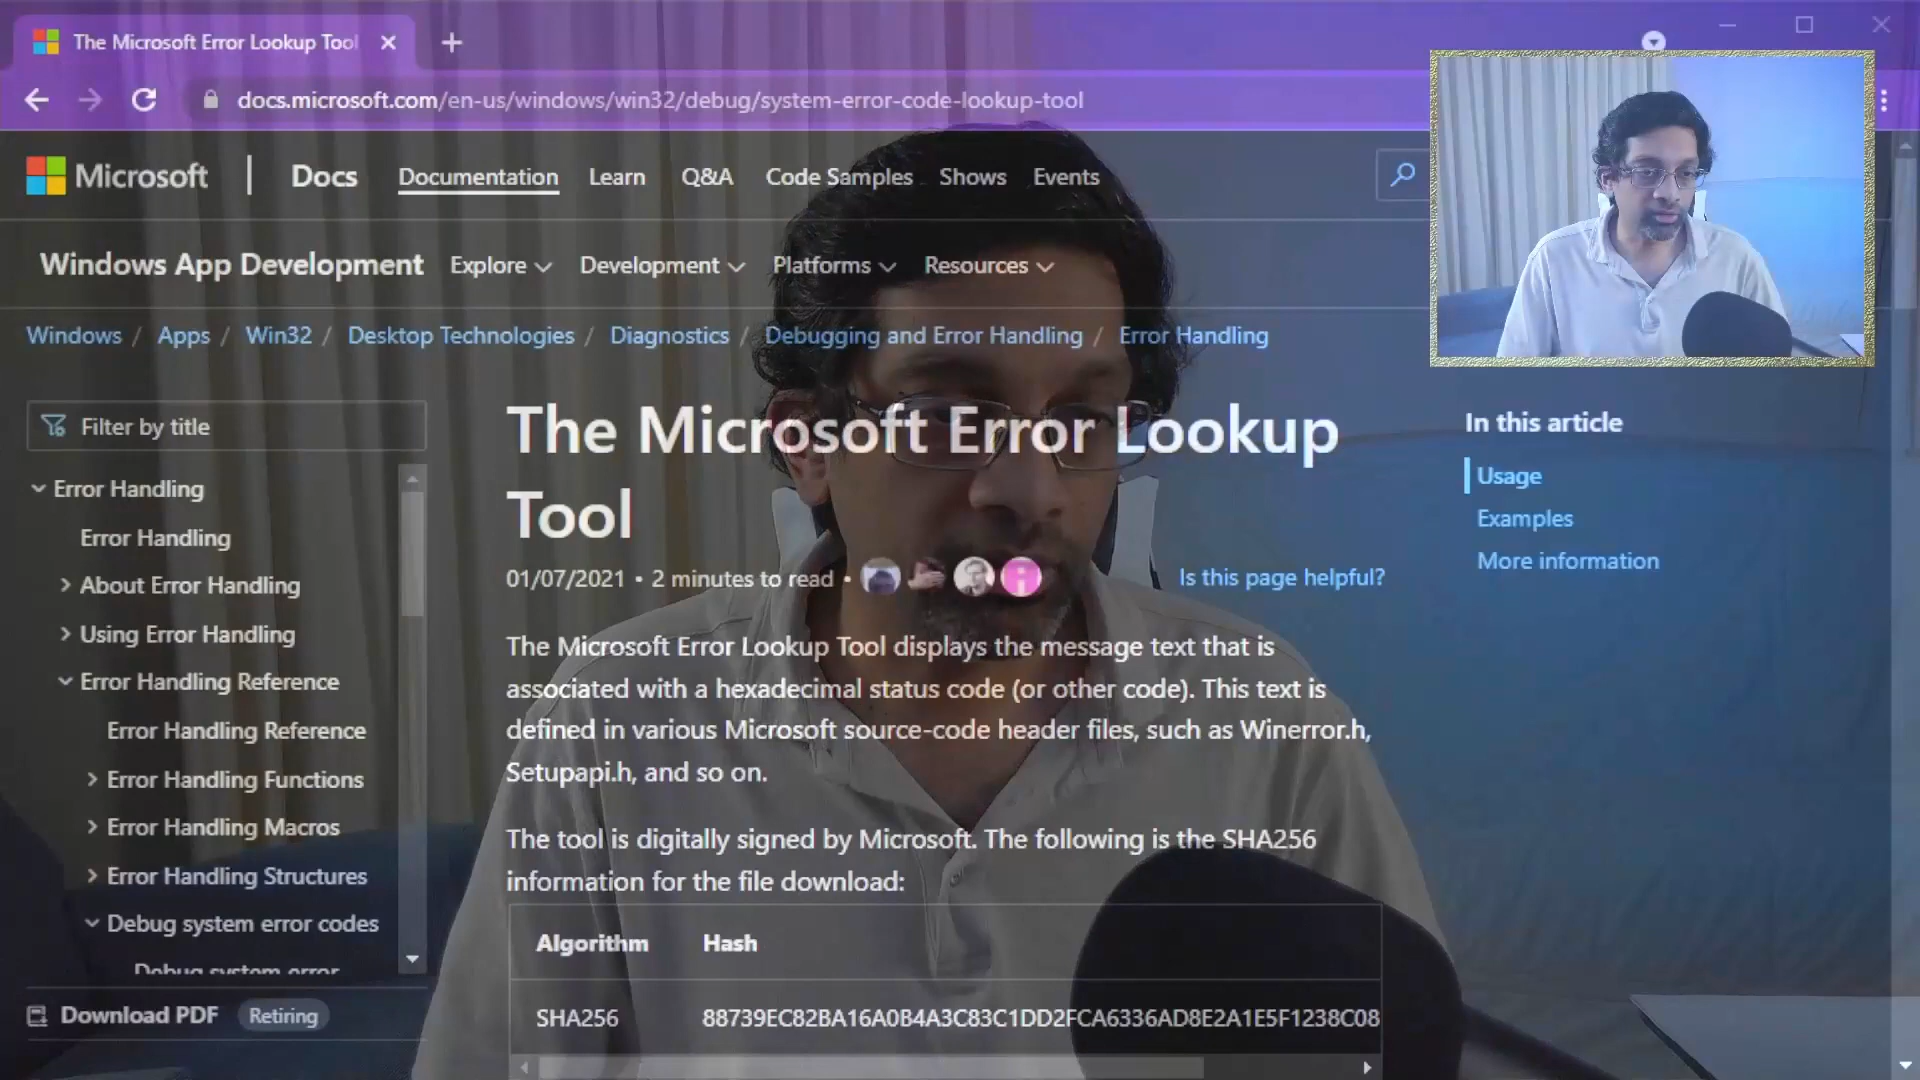 The Microsoft Error Lookup Tool
docs.microsoft.com/en-us/windows/win32/debug/system-error-code-lookup-tool
Microsoft | Docs Documentation Learn Q&A Code Samples Shows Events
Windows App Development Explore Development Platforms Resources
Windows / Apps / Win32 / Desktop Technologies / Diagnostics / Debugging and Error Handling / Error Handling
Filter by title
Error Handling
Error Handling
About Error Handling
Using Error Handling
Error Handling Reference
Error Handling Reference
Error Handling Functions
Error Handling Macros
Error Handling Structures
Debug system error codes
Debug system error
Download PDF Retiring
The Microsoft Error Lookup
Tool
01/07/2021 • 2 minutes to read •
Is this page helpful?
The Microsoft Error Lookup Tool displays the message text that is
associated with a hexadecimal status code (or other code). This text is
defined in various Microsoft source-code header files, such as Winerror.h,
Setupapi.h, and so on.
The tool is digitally signed by Microsoft. The following is the SHA256
information for the file download:
Algorithm Hash
SHA256 88739EC82BA16A0B4A3C83C1DD2FCA6336AD8E2A1E5F1238C08
In this article
Usage
Examples
More information